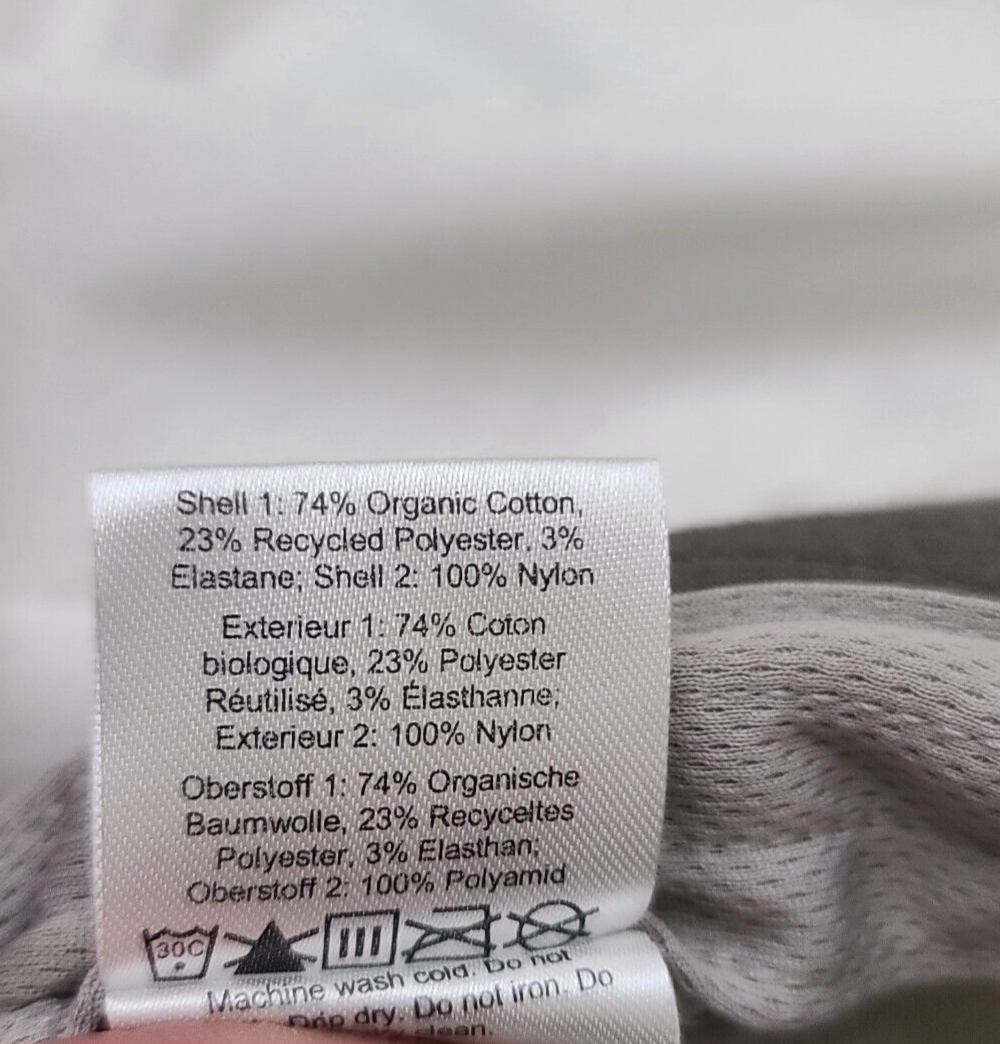 Shell 1: 74% Organic Cotton,
23% Recycled Polyester, 3%
Elastane; Shell 2: 100% Nylon
Exterieur 1: 74% Coton
biologique, 23% Polyester
Réutilisé, 3% Élasthanne;
Exterieur 2: 100% Nylon
Oberstoff 1: 74% Organische
Baumwolle, 23% Recyceltes
Polyester, 3% Elasthan;
Oberstoff 2: 100% Polyamid
30C
Machine wash cold. Do not
Drip dry. Do not iron. Do
clean.